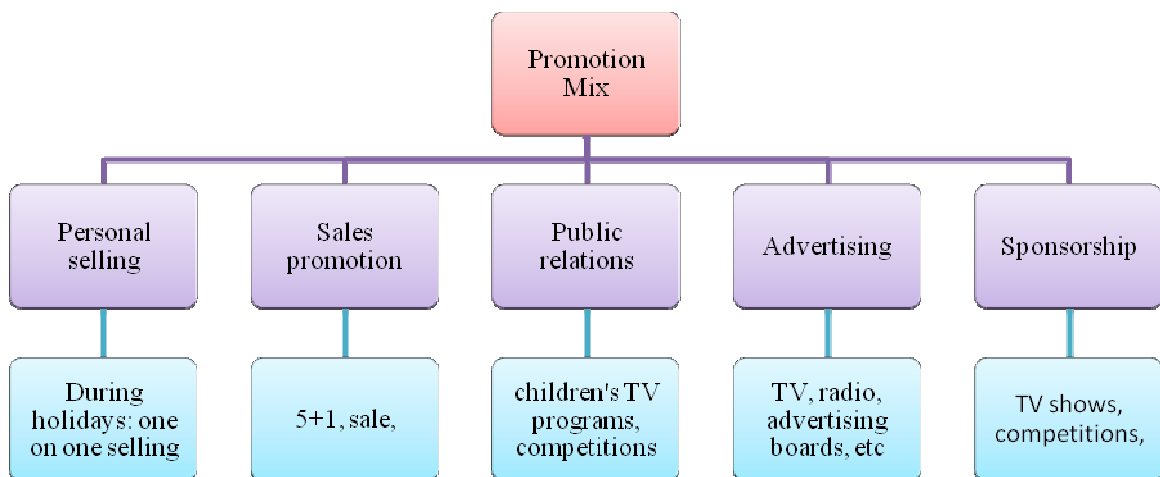 Promotion
Mix
Personal
selling
Sales
promotion
Public
relations
Advertising
Sponsorship
During
holidays: one
on one selling
5+1, sale,
children's TV
programs,
competitions
TV, radio,
advertising
boards, etc
TV shows,
competitions,